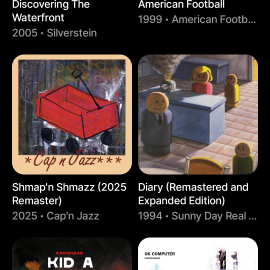 Discovering The
Waterfront
2005 • Silverstein
American Football
1999 • American Footb...
*Cap'n Jazz***
Shmap'n Shmazz (2025
Remaster)
2025 • Cap'n Jazz
Diary (Remastered and
Expanded Edition)
1994 • Sunny Day Real ...
KID A
OK COMPUTER